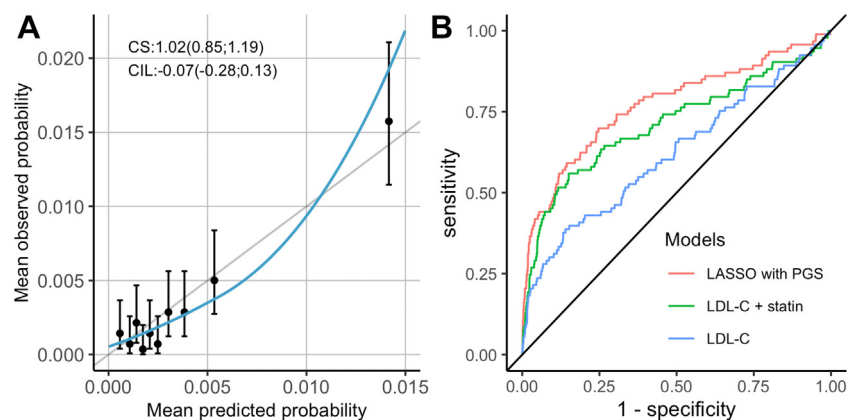 A
CS:1.02(0.85;1.19)
CIL:-0.07(-0.28;0.13)
Mean observed probability
0.020
0.015
0.010
0.005
0.000
0.000 0.005 0.010 0.015
Mean predicted probability
B
sensitivity
1.00
0.75
0.50
0.25
0.00
Models
LASSO with PGS
LDL-C + statin
LDL-C
0.00 0.25 0.50 0.75 1.00
1 - specificity